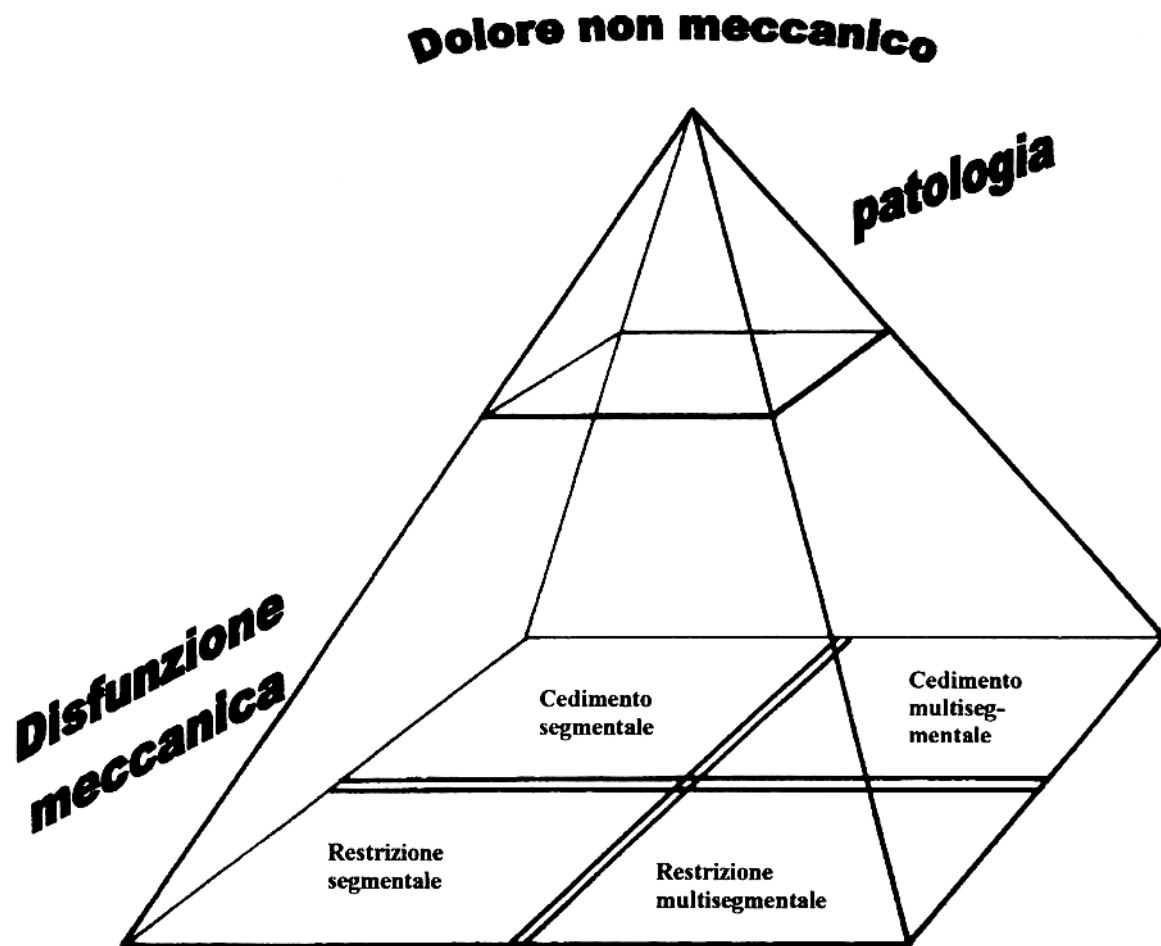 Dolore non meccanico
patologia
Disfunzione
meccanica
Cedimento
segmentale
Cedimento
multiseg-
mentale
Restrizione
segmentale
Restrizione
multisegmentale